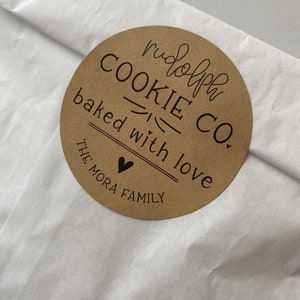 rudolph
COOKIE CO.
baked with love
THE MORA FAMILY